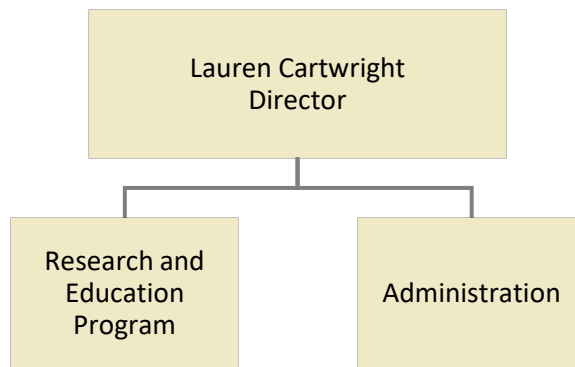 Lauren Cartwright
Director
Research and
Education
Program
Administration